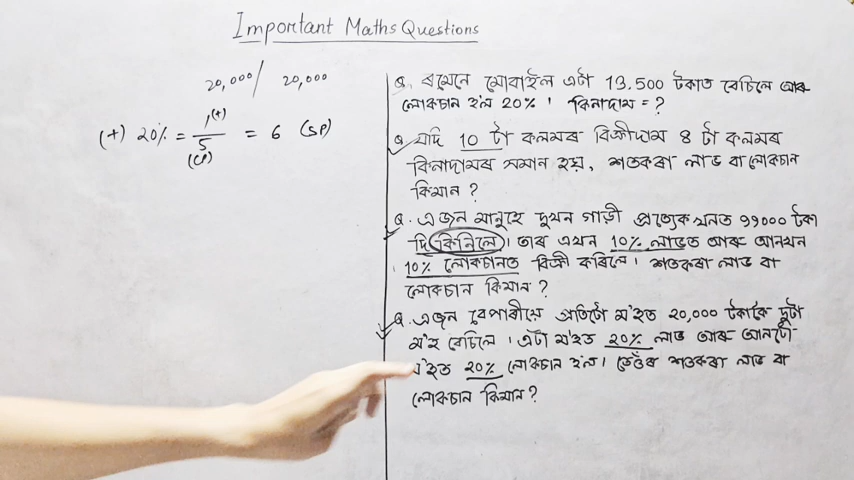 Important Maths Questions
20,000 / 20,000
(+) 20% = 1(+) / 5 (CP) = 6 (SP)
Q. ৰমেনে মোবাইল এটা 13.500 টকাত বেচিলে আৰু
লোকচান হ'ল 20%। কিনাদাম = ?
Q যদি 10 টা কলমৰ বিক্ৰীদাম 8 টা কলমৰ
কিনাদামৰ সমান হয়, শতকৰা লাভ বা লোকচান
কিমান ?
Q. এজন মানুহে দুখন গাড়ী প্ৰত্যেকখনত 99000 টকা
দি কিনিলে। তাৰ এখন 10% লাভত আৰু আনখন
10% লোকচানত বিক্ৰী কৰিলে। শতকৰা লাভ বা
লোকচান কিমান ?
Q. এজন বেপাৰীয়ে প্ৰতিটো ম'হত 20,000 টকাকৈ দুটা
ম'হ বেচিলে। এটা ম'হত 20% লাভ আৰু আনটো
ম'হত 20% লোকচান হ'ল। তেওঁৰ শতকৰা লাভ বা
লোকচান কিমান ?